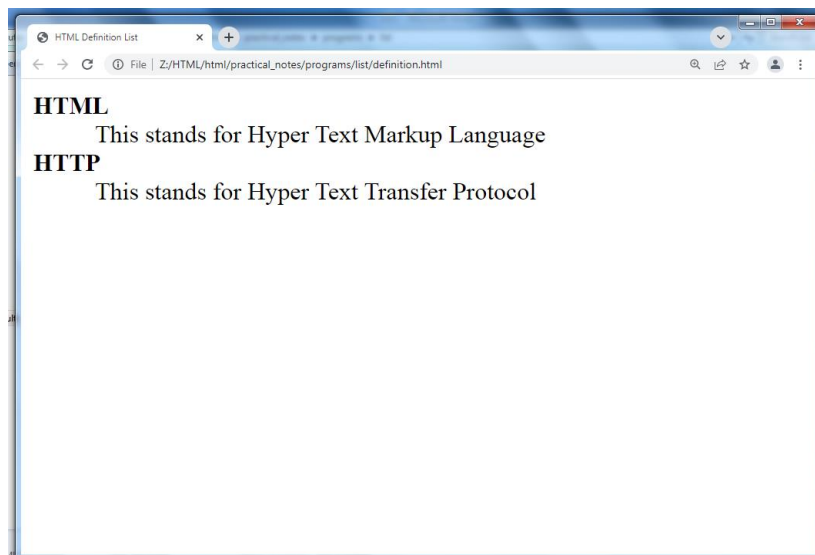 HTML Definition List
File | Z:/HTML/html/practical_notes/programs/list/definition.html
HTML
This stands for Hyper Text Markup Language
HTTP
This stands for Hyper Text Transfer Protocol